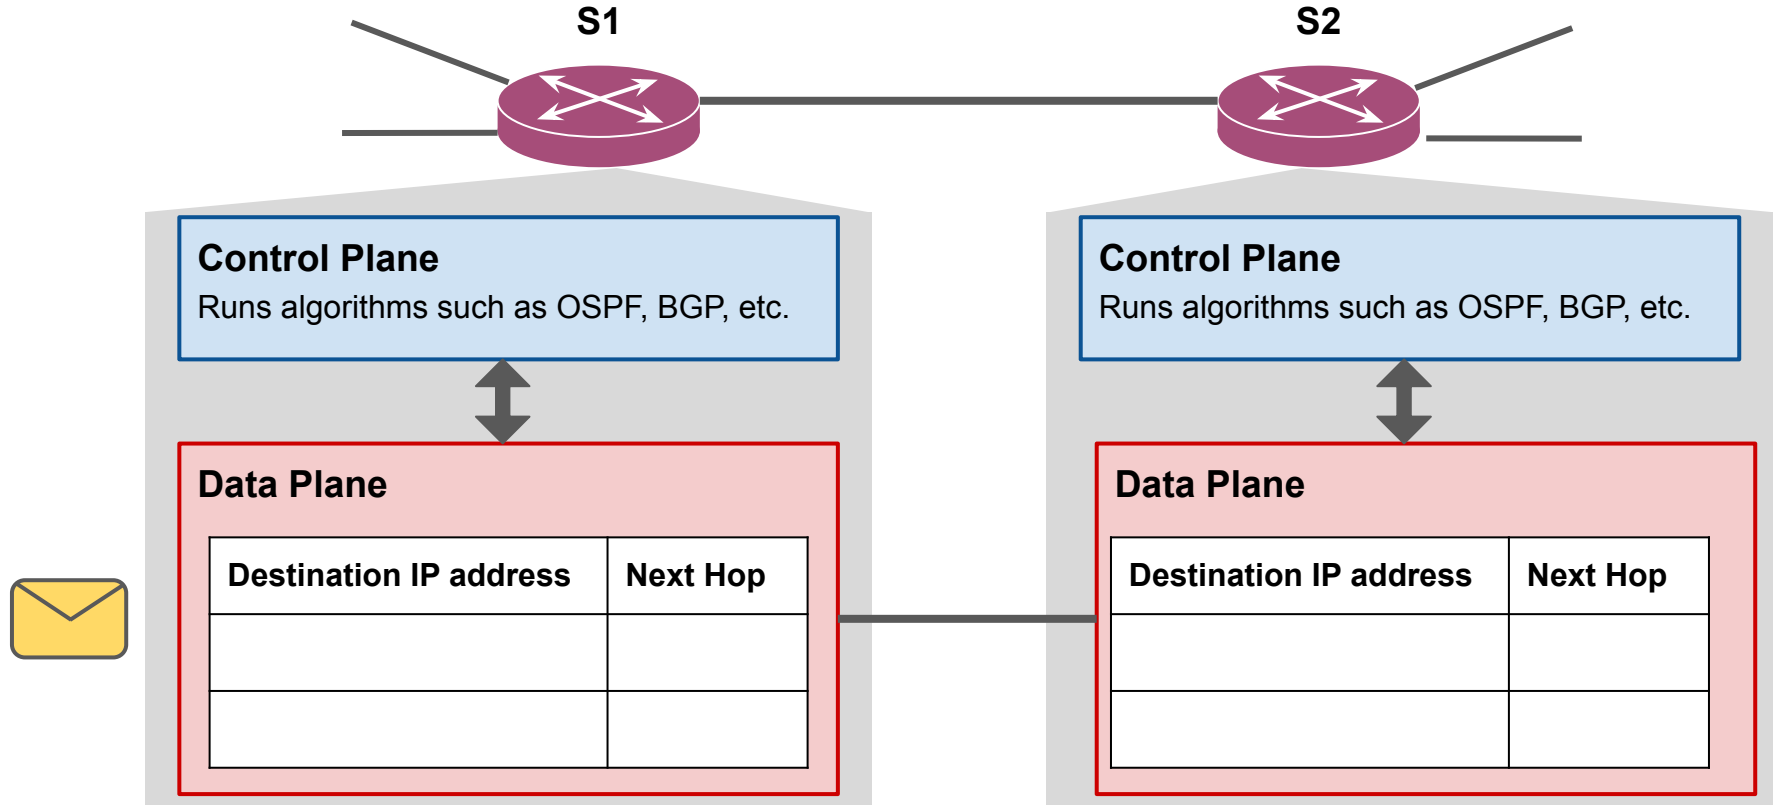 S1
S2
Control Plane
Runs algorithms such as OSPF, BGP, etc.
Data Plane
Destination IP address Next Hop
Control Plane
Runs algorithms such as OSPF, BGP, etc.
Data Plane
Destination IP address Next Hop